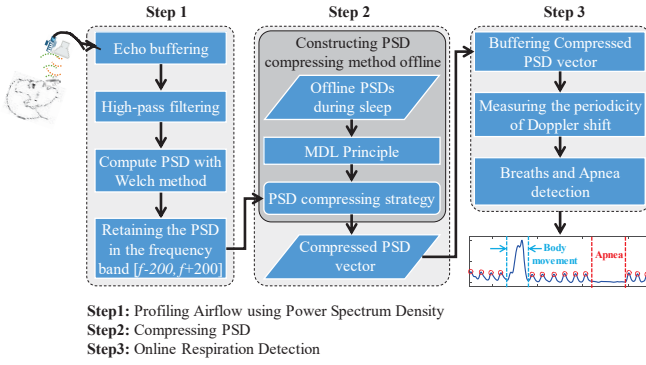 Step 1
Echo buffering
High-pass filtering
Compute PSD with
Welch method
Retaining the PSD
in the frequency
band [f-200, f+200]
Step 2
Constructing PSD
compressing method offline
Offline PSDs
during sleep
MDL Principle
PSD compressing strategy
Compressed PSD
vector
Step 3
Buffering Compressed
PSD vector
Measuring the periodicity
of Doppler shift
Breaths and Apnea
detection
Body
movement
Apnea
Step1: Profiling Airflow using Power Spectrum Density
Step2: Compressing PSD
Step3: Online Respiration Detection